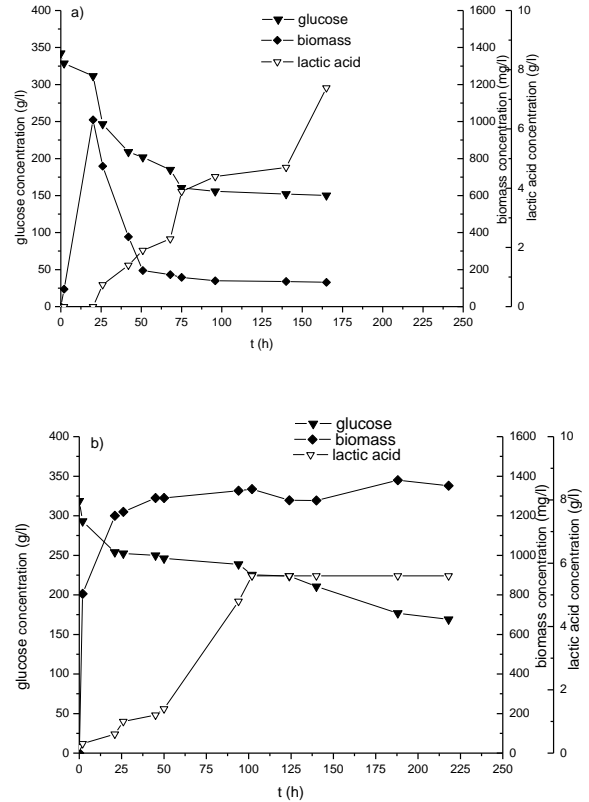 a)
glucose
biomass
lactic acid
glucose concentration (g/l)
400
350
300
250
200
150
100
50
0
0 25 50 75 100 125 150 175 200 225 250
t (h)
1600
1400
1200
1000
800
600
400
200
0
biomass concentration (mg/l)
10
8
6
4
2
0
lactic acid concentration (g/l)
b)
glucose
biomass
lactic acid
glucose concentration (g/l)
400
350
300
250
200
150
100
50
0
0 25 50 75 100 125 150 175 200 225 250
t (h)
1600
1400
1200
1000
800
600
400
200
0
biomass concentration (mg/l)
10
8
6
4
2
0
lactic acid concentration (g/l)